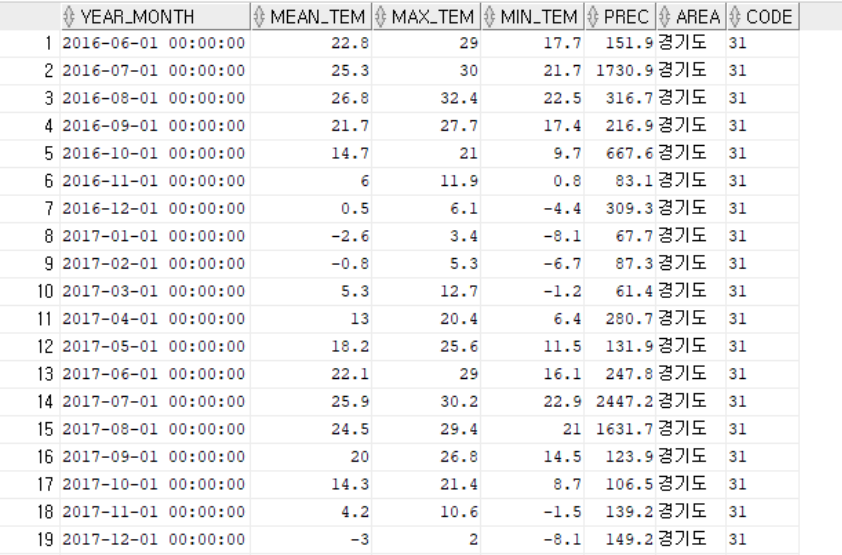 YEAR_MONTH MEAN_TEM MAX_TEM MIN_TEM PREC AREA CODE
1 2016-06-01 00:00:00 22.8 29 17.7 151.9 경기도 31
2 2016-07-01 00:00:00 25.3 30 21.7 1730.9 경기도 31
3 2016-08-01 00:00:00 26.8 32.4 22.5 316.7 경기도 31
4 2016-09-01 00:00:00 21.7 27.7 17.4 216.9 경기도 31
5 2016-10-01 00:00:00 14.7 21 9.7 667.6 경기도 31
6 2016-11-01 00:00:00 6 11.9 0.8 83.1 경기도 31
7 2016-12-01 00:00:00 0.5 6.1 -4.4 309.3 경기도 31
8 2017-01-01 00:00:00 -2.6 3.4 -8.1 67.7 경기도 31
9 2017-02-01 00:00:00 -0.8 5.3 -6.7 87.3 경기도 31
10 2017-03-01 00:00:00 5.3 12.7 -1.2 61.4 경기도 31
11 2017-04-01 00:00:00 13 20.4 6.4 280.7 경기도 31
12 2017-05-01 00:00:00 18.2 25.6 11.5 131.9 경기도 31
13 2017-06-01 00:00:00 22.1 29 16.1 247.8 경기도 31
14 2017-07-01 00:00:00 25.9 30.2 22.9 2447.2 경기도 31
15 2017-08-01 00:00:00 24.5 29.4 21 1631.7 경기도 31
16 2017-09-01 00:00:00 20 26.8 14.5 123.9 경기도 31
17 2017-10-01 00:00:00 14.3 21.4 8.7 106.5 경기도 31
18 2017-11-01 00:00:00 4.2 10.6 -1.5 139.2 경기도 31
19 2017-12-01 00:00:00 -3 2 -8.1 149.2 경기도 31